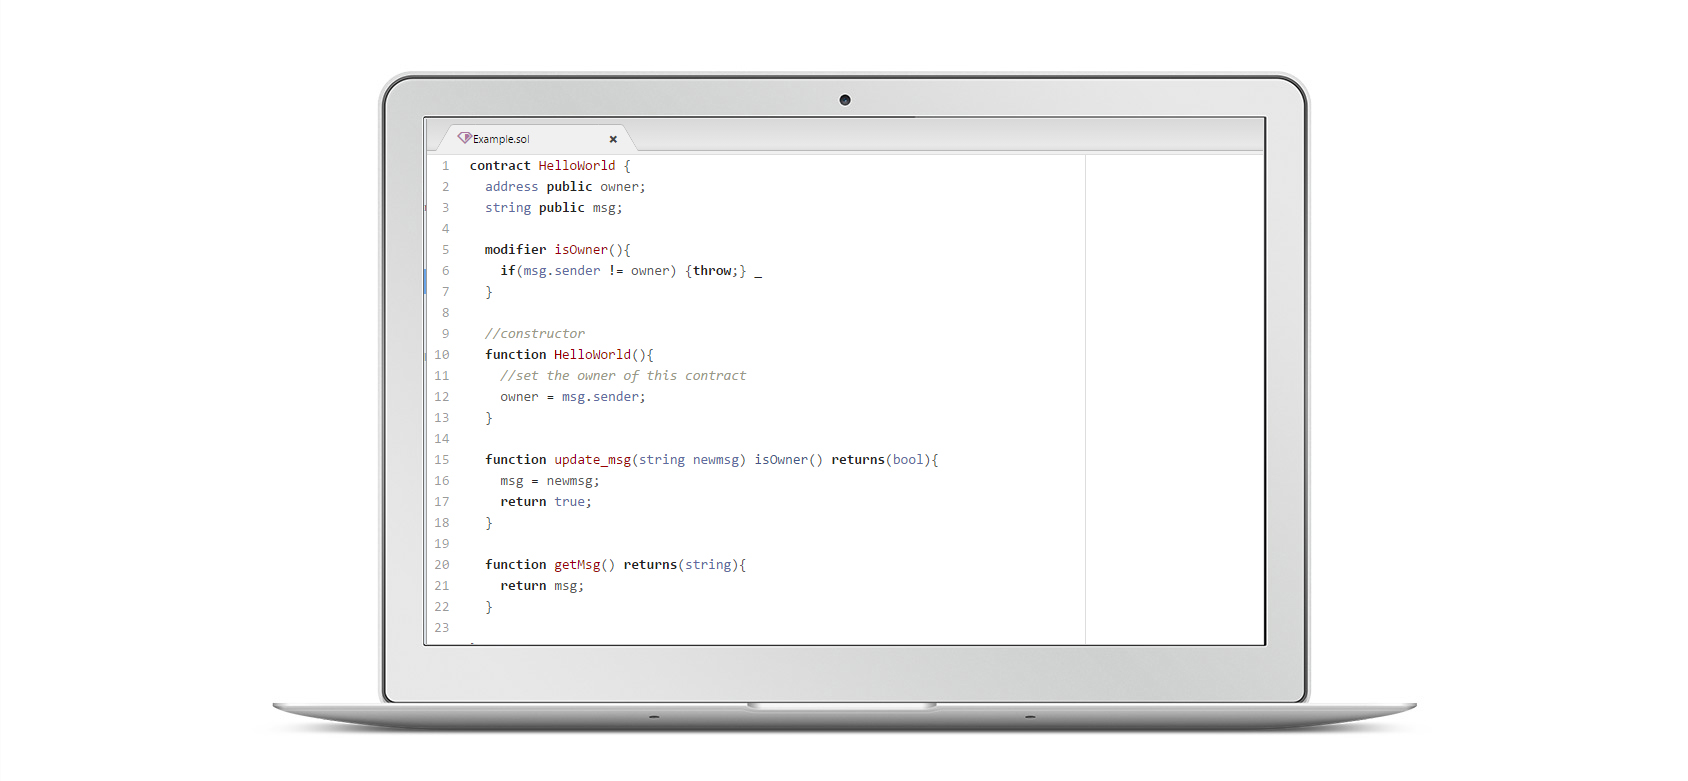 Example.sol
1 contract HelloWorld {
2 address public owner;
3 string public msg;
4
5 modifier isOwner(){
6 if(msg.sender != owner) {throw;} _
7 }
8
9 //constructor
10 function HelloWorld(){
11 //set the owner of this contract
12 owner = msg.sender;
13 }
14
15 function update_msg(string newmsg) isOwner() returns(bool){
16 msg = newmsg;
17 return true;
18 }
19
20 function getMsg() returns(string){
21 return msg;
22 }
23